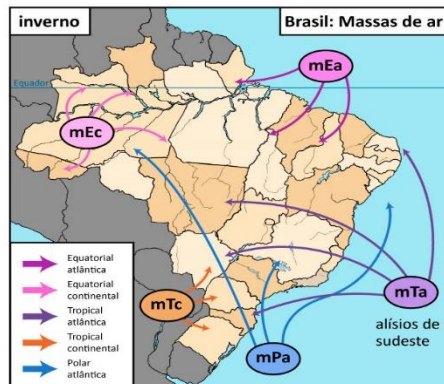 inverno
Brasil: Massas de ar
mEa
Equador
mEc
Equatorial
atlântica
Equatorial
continental
Tropical
atlântica
Tropical
continental
Polar
atlântica
mTc
mTa
alísios de
sudeste
mPa